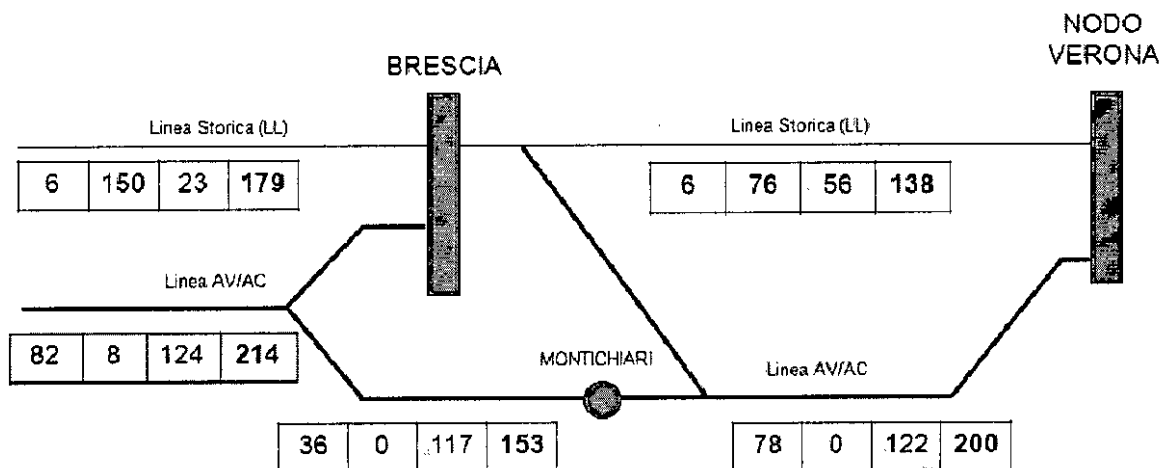 NODO
VERONA
BRESCIA
Linea Storica (LL)
Linea Storica (LL)
6 150 23 179
6 76 56 138
Linea AV/AC
82 8 124 214
MONTICHIARI
Linea AV/AC
36 0 117 153
78 0 122 200